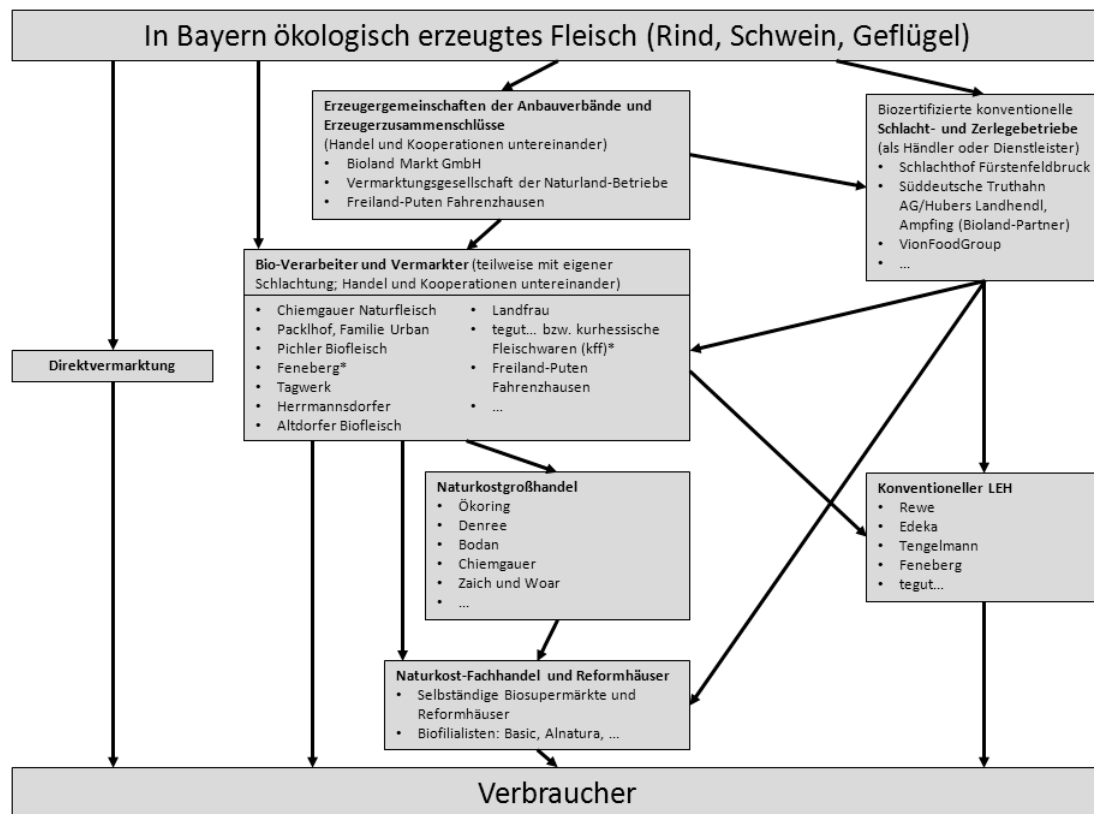 In Bayern ökologisch erzeugtes Fleisch (Rind, Schwein, Geflügel)
Erzeugergemeinschaften der Anbauverbände und
Erzeugerzusammenschlüsse
(Handel und Kooperationen untereinander)
• Bioland Markt GmbH
• Vermarktungsgesellschaft der Naturland-Betriebe
• Freiland-Puten Fahrenzhausen
Biozertifizierte konventionelle
Schlacht- und Zerlegebetriebe
(als Händler oder Dienstleister)
• Schlachthof Fürstenfeldbruck
• Süddeutsche Truthahn
AG/Hubers Landhendl,
Ampfing (Bioland-Partner)
• VionFoodGroup
• ...
Bio-Verarbeiter und Vermarkter (teilweise mit eigener
Schlachtung; Handel und Kooperationen untereinander)
• Chiemgauer Naturfleisch
• Packlhof, Familie Urban
• Pichler Biofleisch
• Feneberg*
• Tagwerk
• Herrmannsdorfer
• Altdorfer Biofleisch
• Landfrau
• tegut... bzw. kurhessische
Fleischwaren (kff)*
• Freiland-Puten
Fahrenzhausen
• ...
Direktvermarktung
Naturkostgroßhandel
• Ökoring
• Denree
• Bodan
• Chiemgauer
• Zaich und Woar
• ...
Konventioneller LEH
• Rewe
• Edeka
• Tengelmann
• Feneberg
• tegut...
Naturkost-Fachhandel und Reformhäuser
• Selbständige Biosupermärkte und
Reformhäuser
• Biofilialisten: Basic, Alnatura, ...
Verbraucher